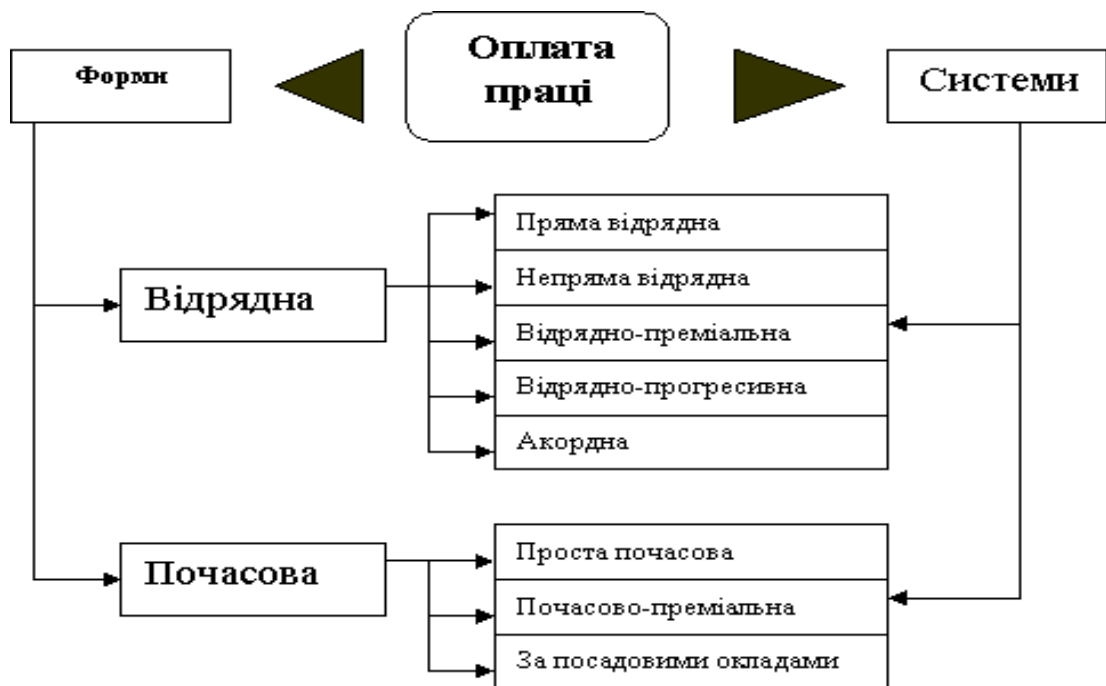 Форми
Оплата
праці
Системи
Відрядна
Пряма відрядна
Непряма відрядна
Відрядно-преміальна
Відрядно-прогресивна
Акордна
Почасова
Проста почасова
Почасово-преміальна
За посадовими окладами